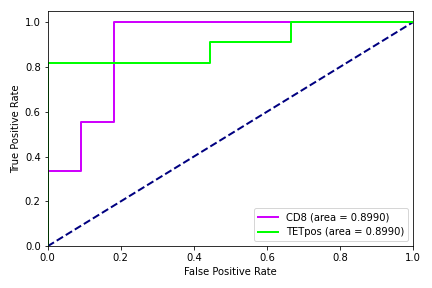 1.0
0.8
0.6
0.4
0.2
0.0
True Positive Rate
CD8 (area = 0.8990)
TETpos (area = 0.8990)
0.0 0.2 0.4 0.6 0.8 1.0
False Positive Rate